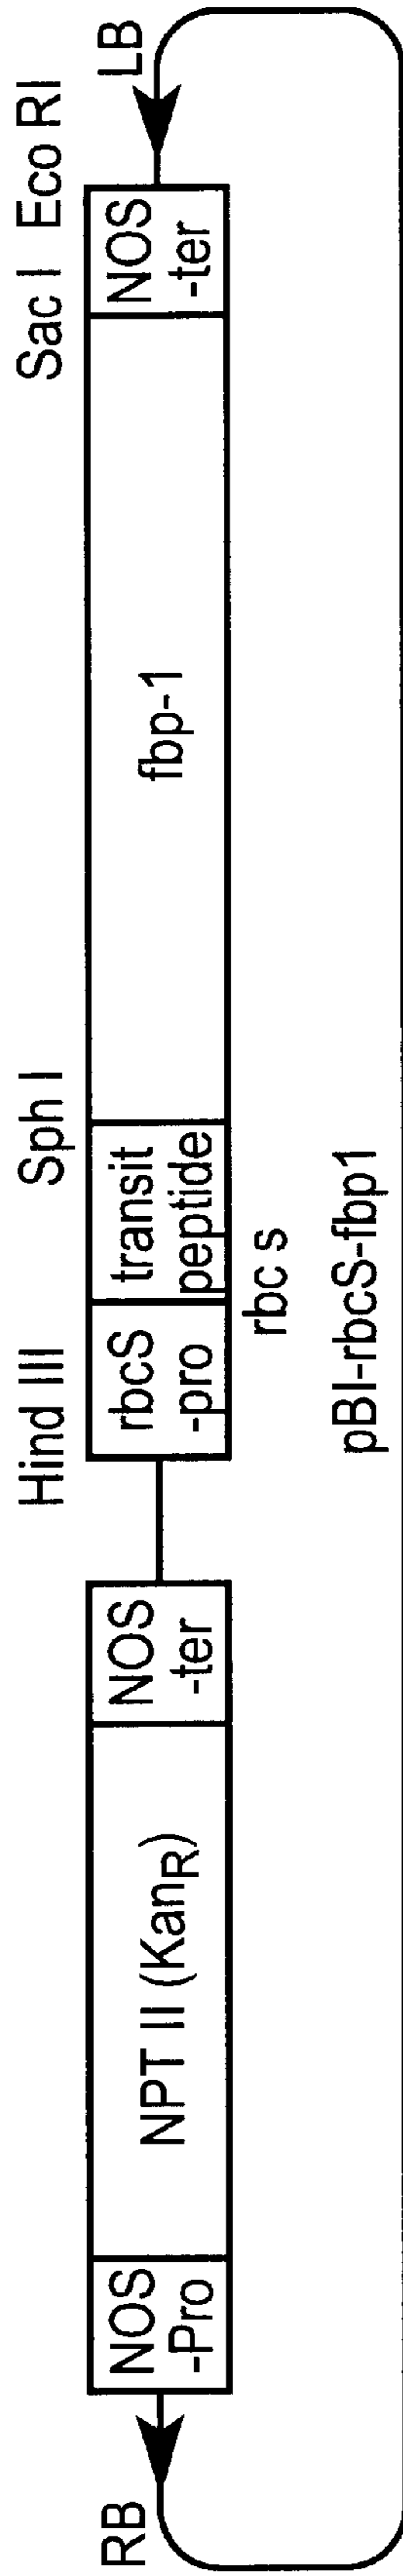 Hind III
Sph I
Sac I
Eco RI
RB
NOS
-Pro
NPT II (KanR)
NOS
-ter
rbcS
-pro
transit
peptide
fbp-1
NOS
-ter
LB
rbc s
pBI-rbcS-fbp1